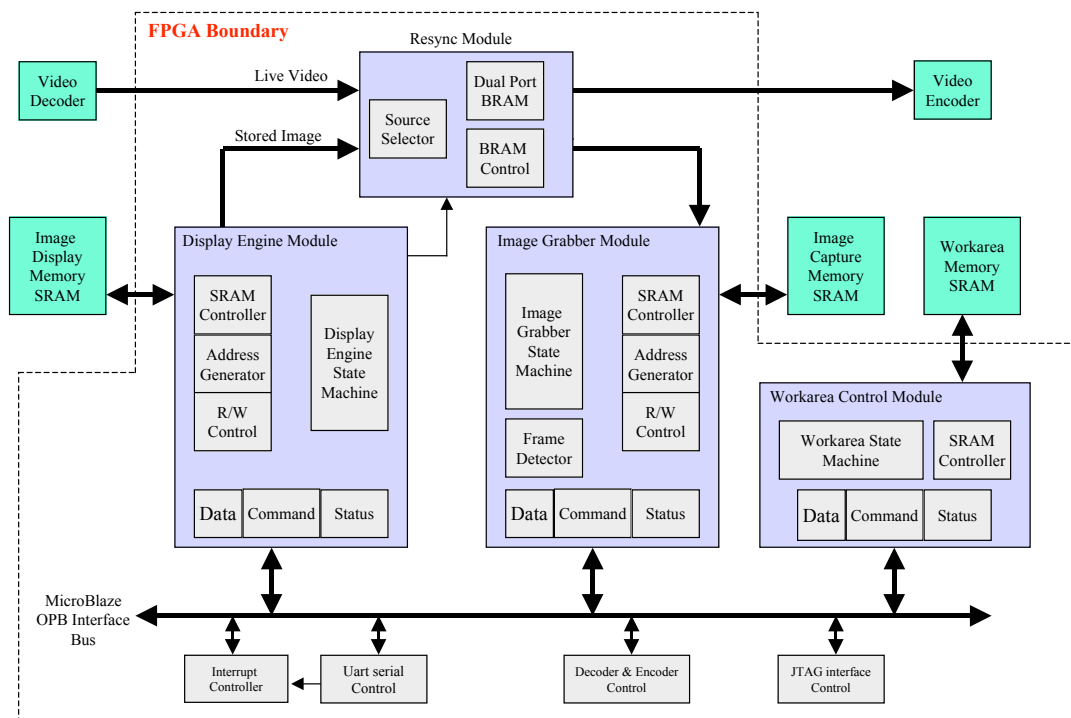 FPGA Boundary
Resync Module
Video
Decoder
Live Video
Dual Port
BRAM
Source
Selector
Video
Encoder
Stored Image
BRAM
Control
Image
Display
Memory
SRAM
Display Engine Module
SRAM
Controller
Address
Generator
R/W
Control
Display
Engine
State
Machine
Data
Command
Status
Image Grabber Module
Image
Grabber
State
Machine
Frame
Detector
SRAM
Controller
Address
Generator
R/W
Control
Data
Command
Status
Image
Capture
Memory
SRAM
Workarea
Memory
SRAM
Workarea Control Module
Workarea State
Machine
SRAM
Controller
Data
Command
Status
MicroBlaze
OPB Interface
Bus
Interrupt
Controller
Uart serial
Control
Decoder & Encoder
Control
JTAG interface
Control